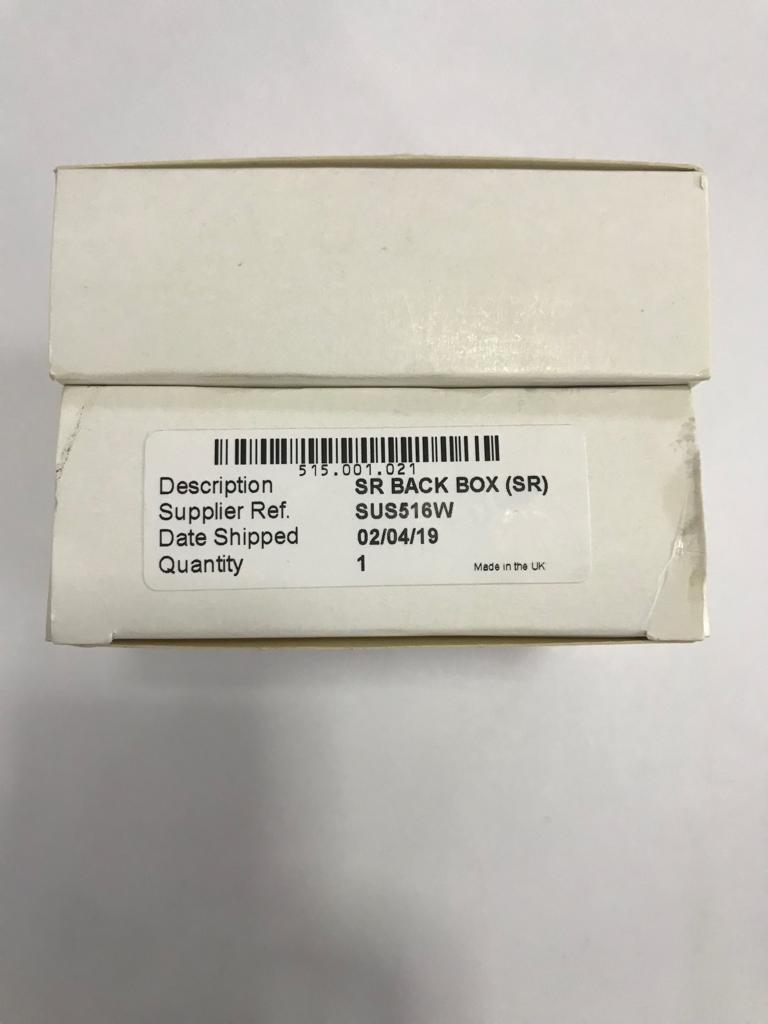 515.001.021
Description SR BACK BOX (SR)
Supplier Ref. SUS516W
Date Shipped 02/04/19
Quantity 1 Made in the UK